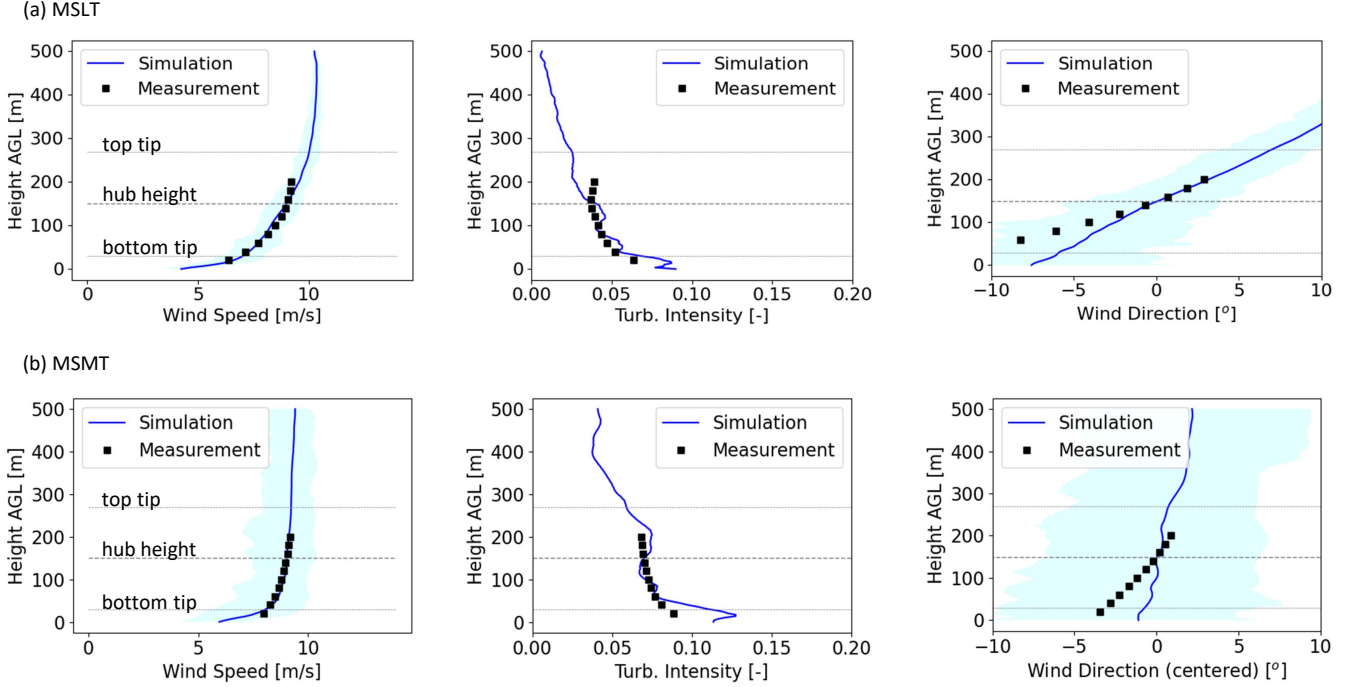 (a) MSLT
500
400
300
200
100
0
Height AGL [m]
Simulation
Measurement
top tip
hub height
bottom tip
0
5
10
Wind Speed [m/s]
500
400
300
200
100
0
Height AGL [m]
Simulation
Measurement
0.00
0.05
0.10
0.15
0.20
Turb. Intensity [-]
500
400
300
200
100
0
Height AGL [m]
Simulation
Measurement
−10
−5
0
5
10
Wind Direction [°]
(b) MSMT
500
400
300
200
100
0
Height AGL [m]
Simulation
Measurement
top tip
hub height
bottom tip
0
5
10
Wind Speed [m/s]
500
400
300
200
100
0
Height AGL [m]
Simulation
Measurement
0.00
0.05
0.10
0.15
0.20
Turb. Intensity [-]
500
400
300
200
100
0
Height AGL [m]
Simulation
Measurement
−10
−5
0
5
10
Wind Direction (centered) [°]